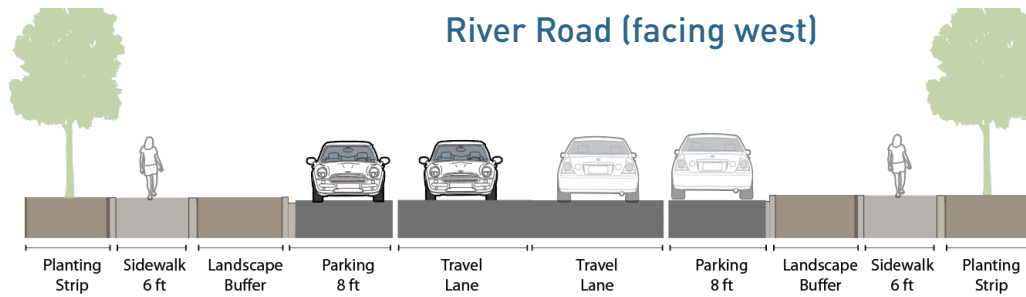 River Road (facing west)
Planting
Strip
Sidewalk
6 ft
Landscape
Buffer
Parking
8 ft
Travel
Lane
Travel
Lane
Parking
8 ft
Landscape
Buffer
Sidewalk
6 ft
Planting
Strip